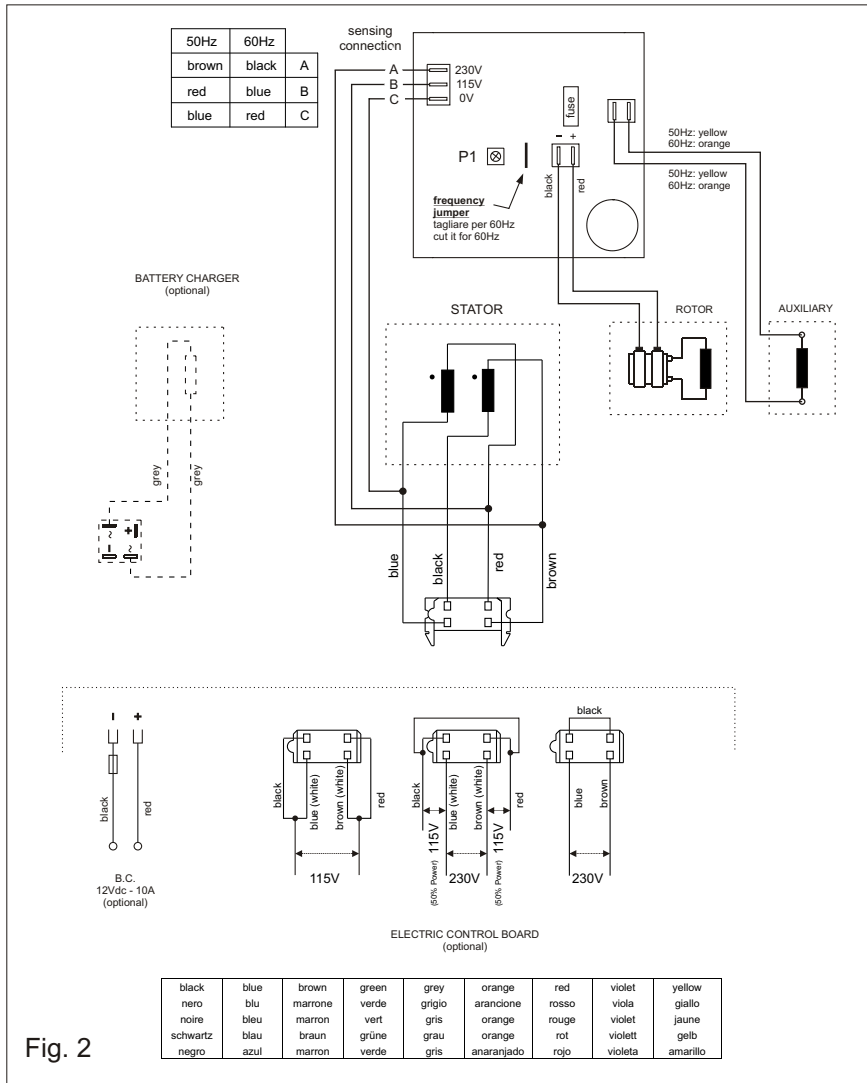 50Hz 60Hz
brown black A
red blue B
blue red C
sensing
connection
A
B
C
230V
115V
0V
fuse
- +
P1
black
red
frequency
jumper
tagliare per 60Hz
cut it for 60Hz
50Hz: yellow
60Hz: orange
50Hz: yellow
60Hz: orange
BATTERY CHARGER
(optional)
STATOR
ROTOR
AUXILIARY
grey
grey
~ +
- ~
blue
black
red
brown
- +
black
red
B.C.
12Vdc - 10A
(optional)
black
blue (white)
brown (white)
red
115V
black
115V
(50% Power)
blue (white)
230V
brown (white)
115V
(50% Power)
red
black
blue
brown
230V
ELECTRIC CONTROL BOARD
(optional)
black blue brown green grey orange red violet yellow
nero blu marrone verde grigio arancione rosso viola giallo
noire bleu marron vert gris orange rouge violet jaune
schwartz blau braun grüne grau orange rot violett gelb
negro azul marron verde gris anaranjado rojo violeta amarillo
Fig. 2